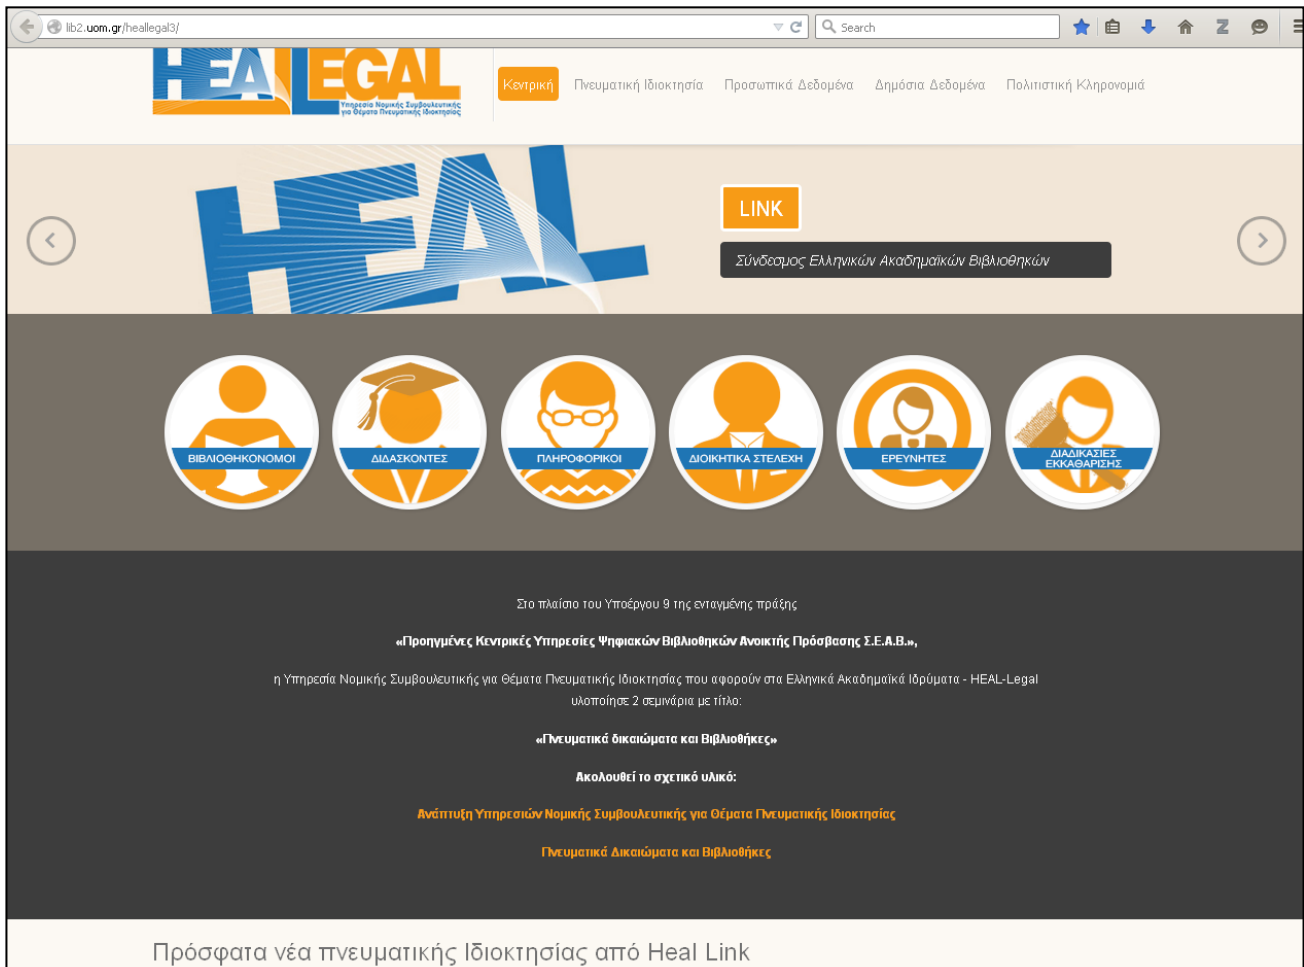 lib2.uom.gr/heallegal3/
Search
HEAL LEGAL
Υπηρεσία Νομικής Συμβουλευτικής
για Θέματα Πνευματικής Ιδιοκτησίας
Κεντρική Πνευματική Ιδιοκτησία Προσωπικά Δεδομένα Δημόσια Δεδομένα Πολιτιστική Κληρονομιά
HEAL
LINK
Σύνδεσμος Ελληνικών Ακαδημαϊκών Βιβλιοθηκών
ΒΙΒΛΙΟΘΗΚΟΝΟΜΟΙ
ΔΙΔΑΣΚΟΝΤΕΣ
ΠΛΗΡΟΦΟΡΙΚΟΙ
ΔΙΟΙΚΗΤΙΚΑ ΣΤΕΛΕΧΗ
ΕΡΕΥΝΗΤΕΣ
ΔΙΑΔΙΚΑΣΙΕΣ
ΕΚΚΑΘΑΡΙΣΗΣ
Στο πλαίσιο του Υποέργου 9 της ενταγμένης πράξης
«Προηγμένες Κεντρικές Υπηρεσίες Ψηφιακών Βιβλιοθηκών Ανοικτής Πρόσβασης Σ.Ε.Α.Β.»,
η Υπηρεσία Νομικής Συμβουλευτικής για Θέματα Πνευματικής Ιδιοκτησίας που αφορούν στα Ελληνικά Ακαδημαϊκά Ιδρύματα - HEAL-Legal
υλοποίησε 2 σεμινάρια με τίτλο:
«Πνευματικά δικαιώματα και Βιβλιοθήκες»
Ακολουθεί το σχετικό υλικό:
Ανάπτυξη Υπηρεσιών Νομικής Συμβουλευτικής για Θέματα Πνευματικής Ιδιοκτησίας
Πνευματικά Δικαιώματα και Βιβλιοθήκες
Πρόσφατα νέα πνευματικής Ιδιοκτησίας από Heal Link